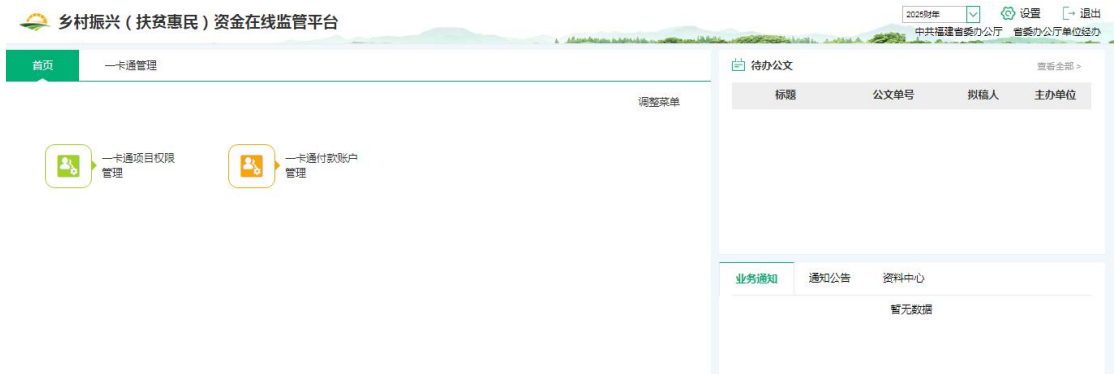 乡村振兴（扶贫惠民）资金在线监管平台
2025财年
设置
退出
中共福建省委办公厅 省委办公厅单位经办
首页
一卡通管理
调整菜单
一卡通项目权限
管理
一卡通付款账户
管理
待办公文
查看全部 >
标题 公文单号 拟稿人 主办单位
业务通知 通知公告 资料中心
暂无数据